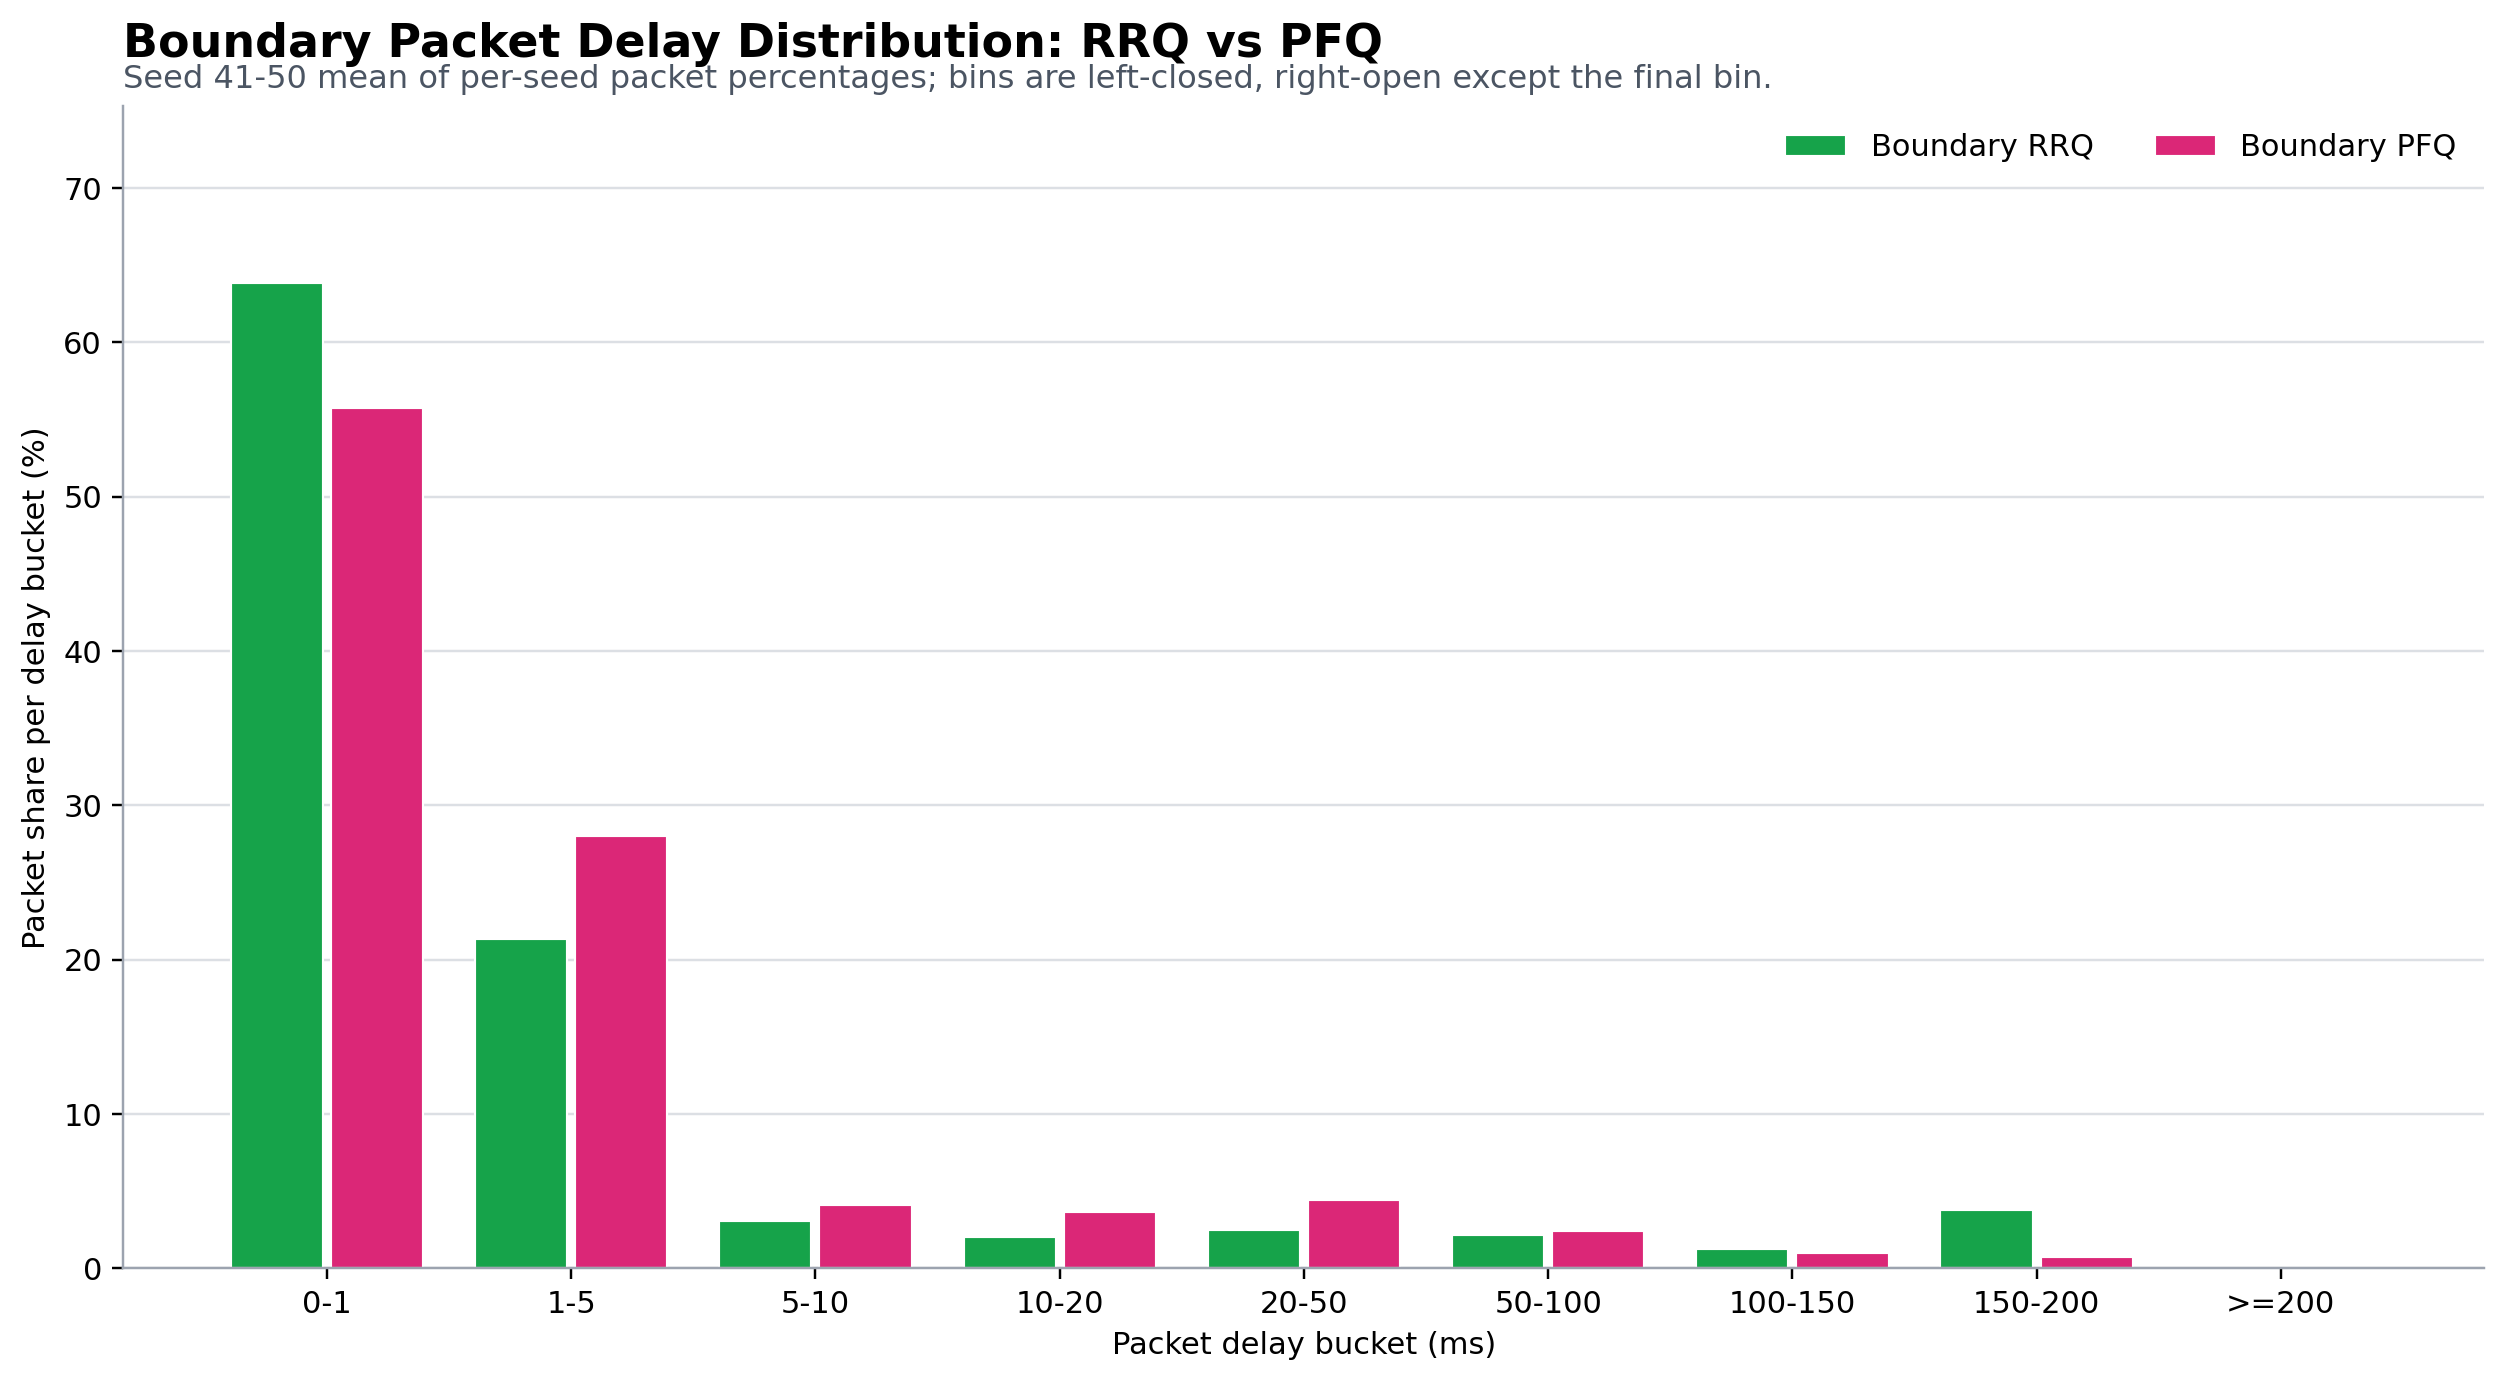 Boundary Packet Delay Distribution: RRQ vs PFQ
Seed 41-50 mean of per-seed packet percentages; bins are left-closed, right-open except the final bin.
Boundary RRQ
Boundary PFQ
Packet share per delay bucket (%)
70
60
50
40
30
20
10
0
0-1
1-5
5-10
10-20
20-50
50-100
100-150
150-200
>=200
Packet delay bucket (ms)